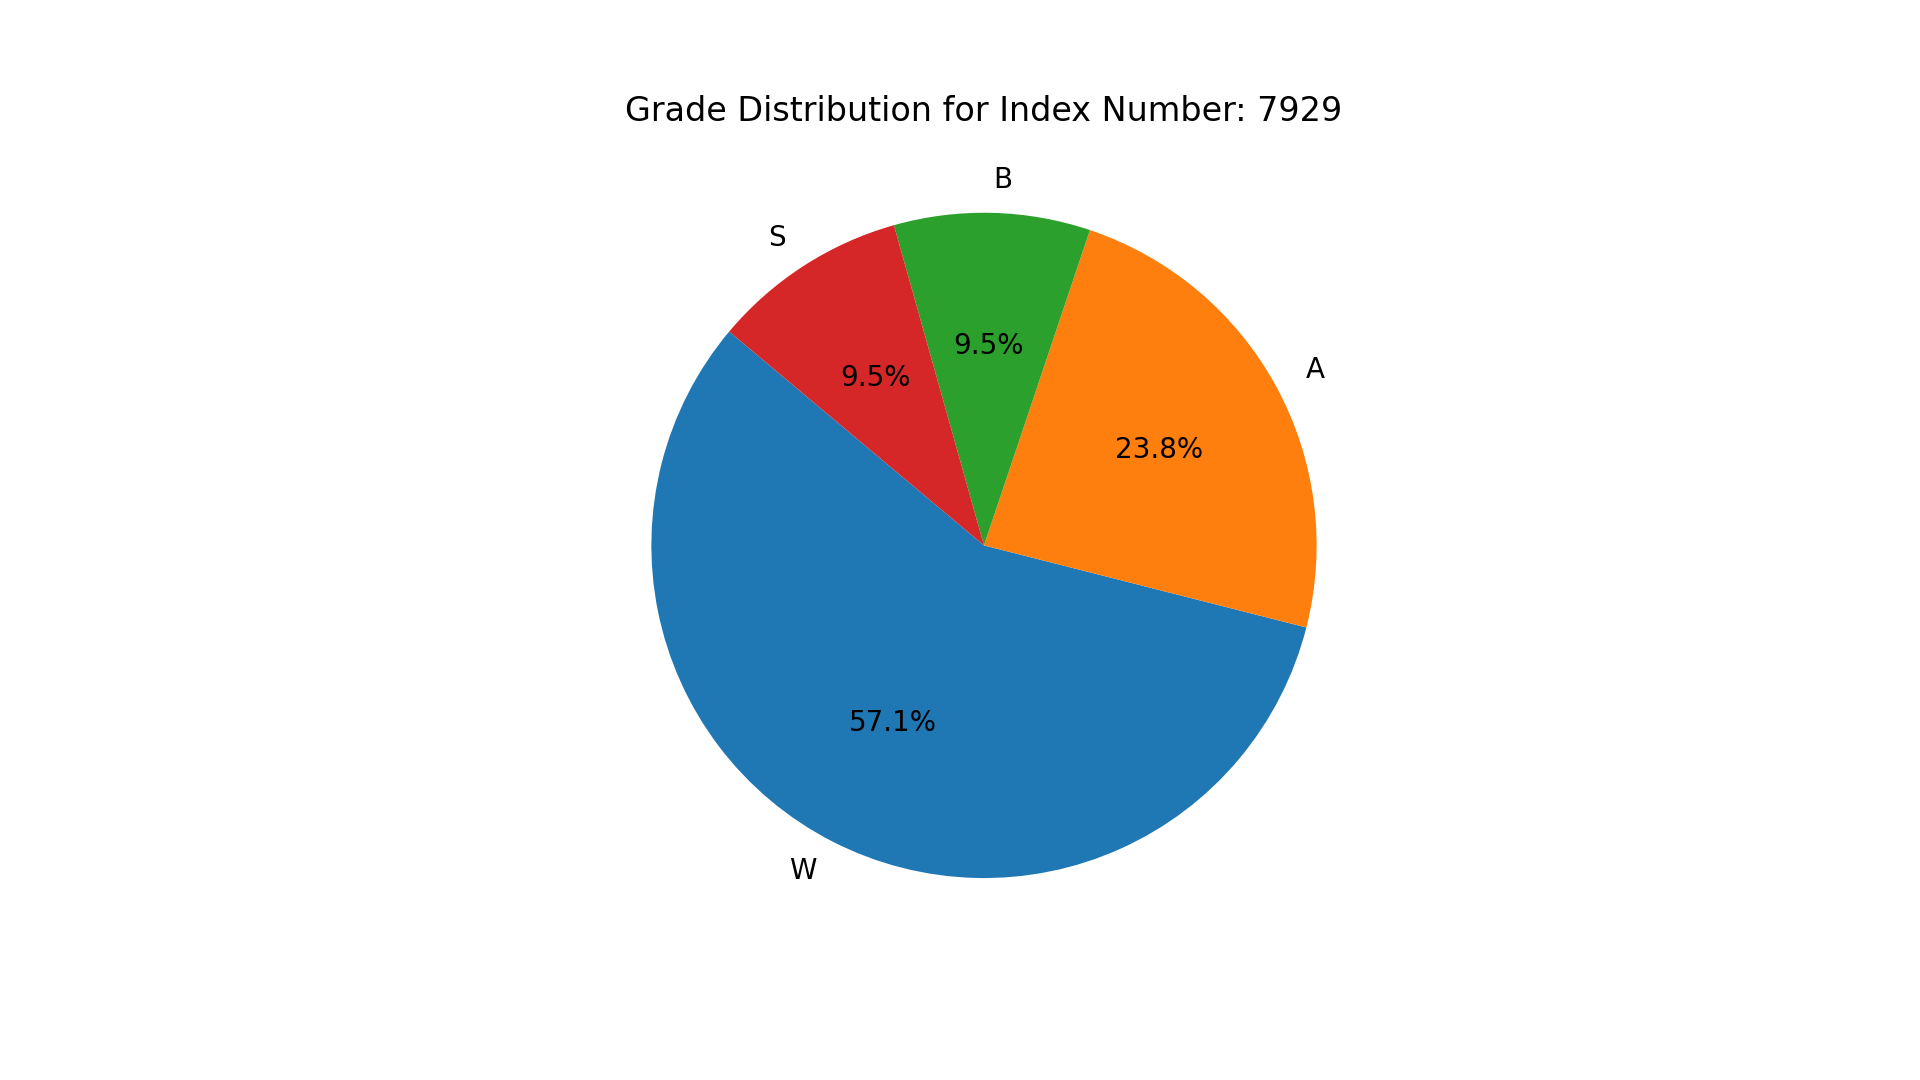 Grade Distribution for Index Number: 7929
B
S
A
9.5%
9.5%
23.8%
57.1%
W